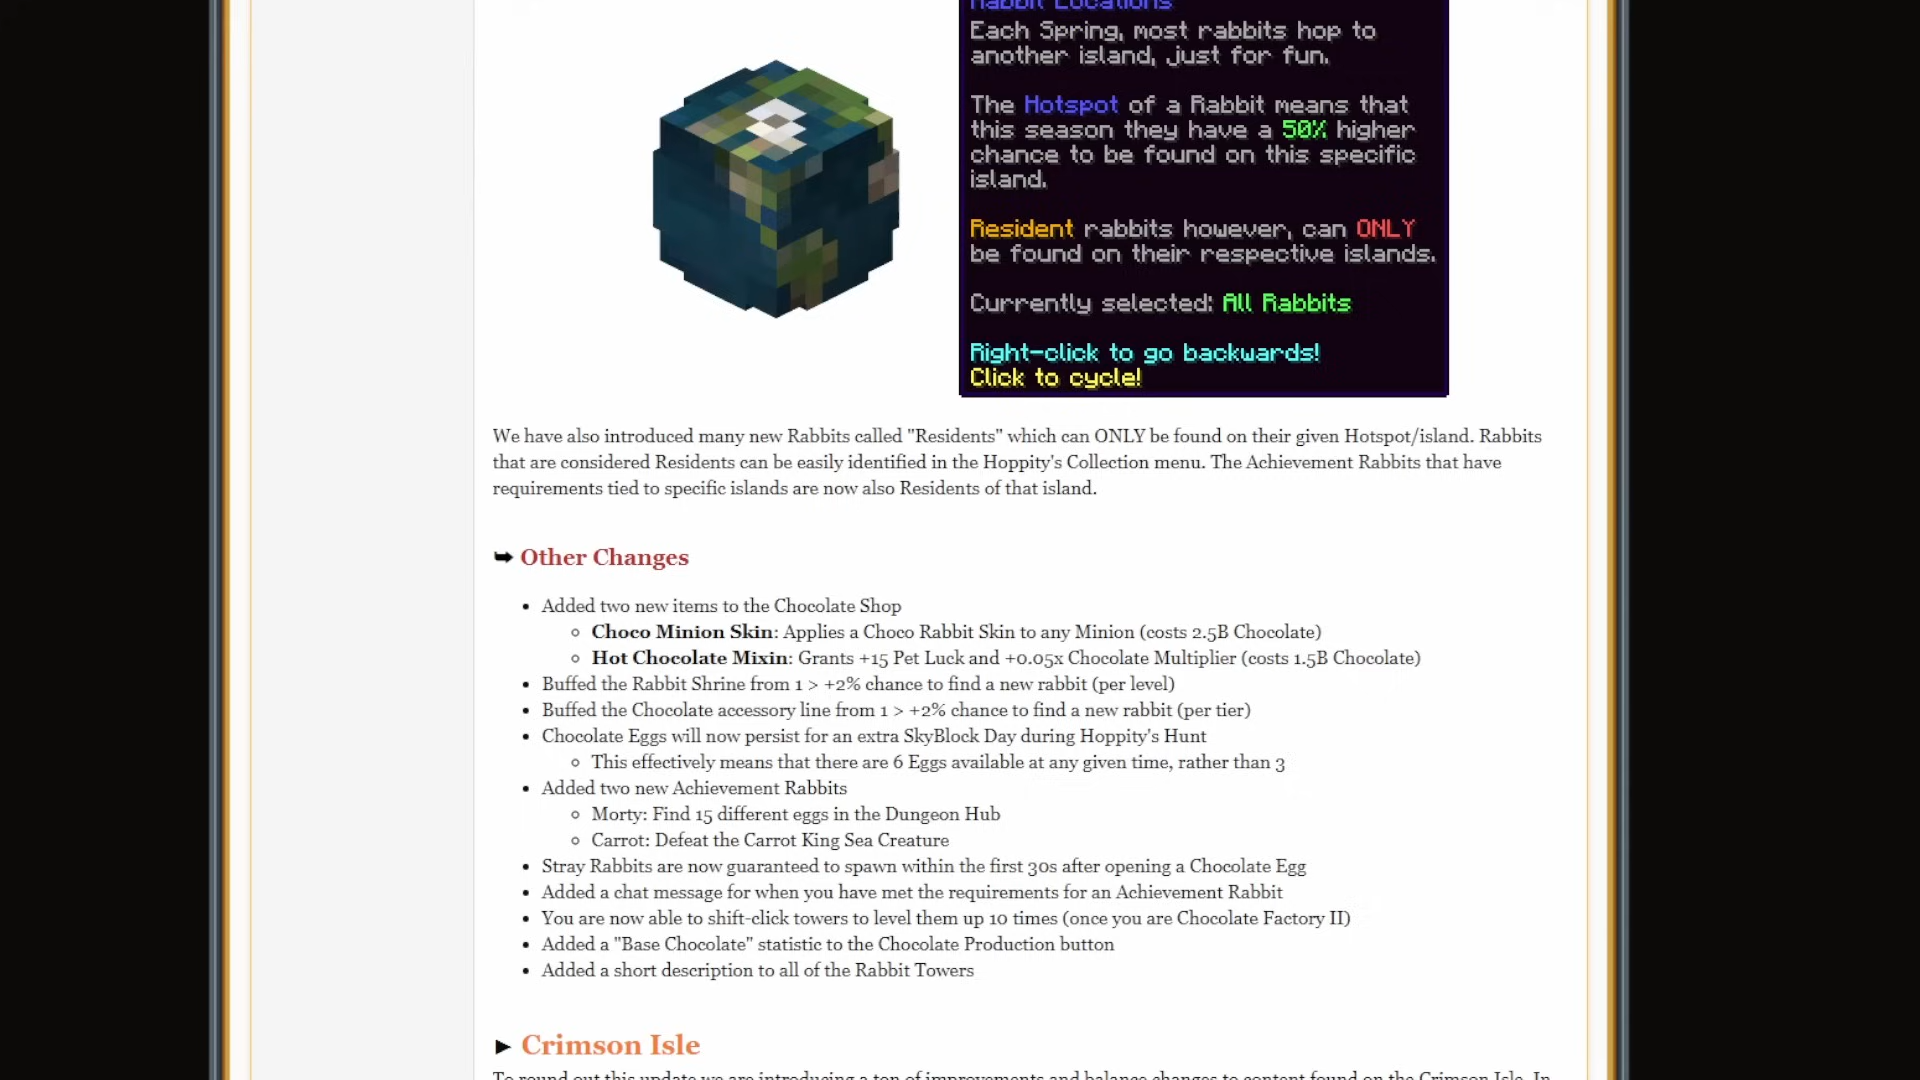 Rabbit Locations
Each Spring, most rabbits hop to
another island, just for fun.
The Hotspot of a Rabbit means that
this season they have a 50% higher
chance to be found on this specific
island.
Resident rabbits however, can ONLY
be found on their respective islands.
Currently selected: All Rabbits
Right-click to go backwards!
Click to cycle!
We have also introduced many new Rabbits called "Residents" which can ONLY be found on their given Hotspot/island. Rabbits
that are considered Residents can be easily identified in the Hoppity's Collection menu. The Achievement Rabbits that have
requirements tied to specific islands are now also Residents of that island.
➥ Other Changes
• Added two new items to the Chocolate Shop
◦ Choco Minion Skin: Applies a Choco Rabbit Skin to any Minion (costs 2.5B Chocolate)
◦ Hot Chocolate Mixin: Grants +15 Pet Luck and +0.05x Chocolate Multiplier (costs 1.5B Chocolate)
• Buffed the Rabbit Shrine from 1 > +2% chance to find a new rabbit (per level)
• Buffed the Chocolate accessory line from 1 > +2% chance to find a new rabbit (per tier)
• Chocolate Eggs will now persist for an extra SkyBlock Day during Hoppity's Hunt
◦ This effectively means that there are 6 Eggs available at any given time, rather than 3
• Added two new Achievement Rabbits
◦ Morty: Find 15 different eggs in the Dungeon Hub
◦ Carrot: Defeat the Carrot King Sea Creature
• Stray Rabbits are now guaranteed to spawn within the first 30s after opening a Chocolate Egg
• Added a chat message for when you have met the requirements for an Achievement Rabbit
• You are now able to shift-click towers to level them up 10 times (once you are Chocolate Factory II)
• Added a "Base Chocolate" statistic to the Chocolate Production button
• Added a short description to all of the Rabbit Towers
► Crimson Isle
To round out this update we are introducing a ton of improvements and balance changes to content found on the Crimson Isle. In